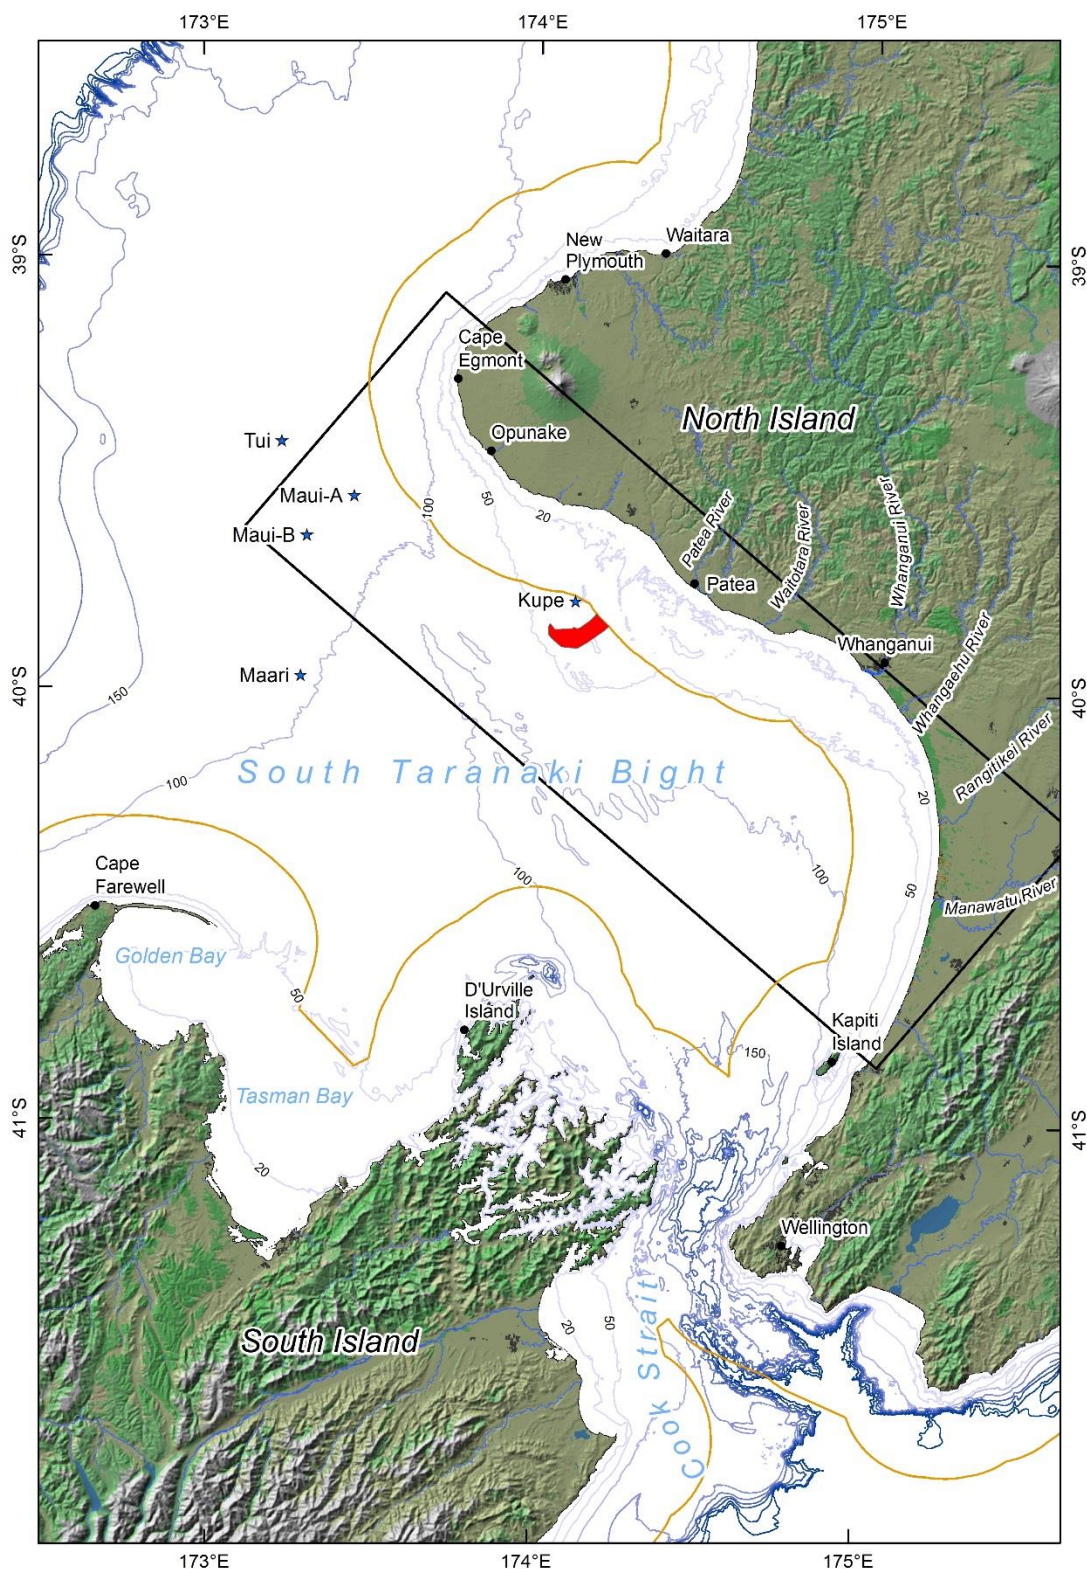 173°E
174°E
175°E
39°S
39°S
New
Plymouth
Waitara
Cape
Egmont
North Island
Tui
Opunake
Maui-A
50
100
20
Maui-B
Patea River
Waitotara River
Whanganui River
Kupe
Patea
Whanganui
Whangaehu River
Maari
40°S
40°S
150
100
South Taranaki Bight
Rangitikei River
20
Cape
Farewell
100
100
50
Manawatu River
Golden Bay
50
D'Urville
Island
Kapiti
Island
150
Tasman Bay
41°S
41°S
20
Wellington
South Island
20
50
Cook Strait
173°E
174°E
175°E